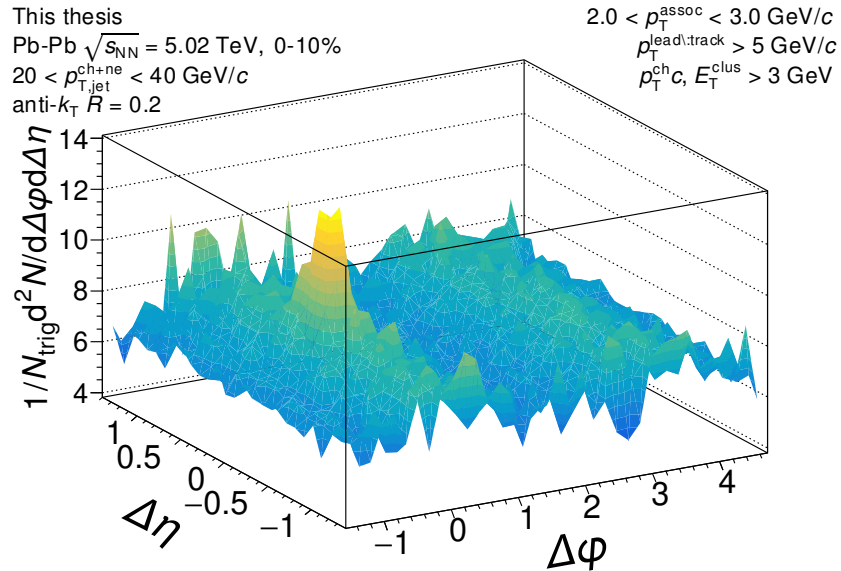 This thesis
Pb-Pb √s_NN = 5.02 TeV, 0-10%
20 < p_T,jet^ch+ne < 40 GeV/c
anti-k_T R = 0.2
2.0 < p_T^assoc < 3.0 GeV/c
p_T^lead\:track > 5 GeV/c
p_T^ch c, E_T^clus > 3 GeV
1/N_trig d²N/dΔφdΔη
14
12
10
8
6
4
1
0.5
0
−0.5
−1
Δη
−1
0
1
2
3
4
Δφ